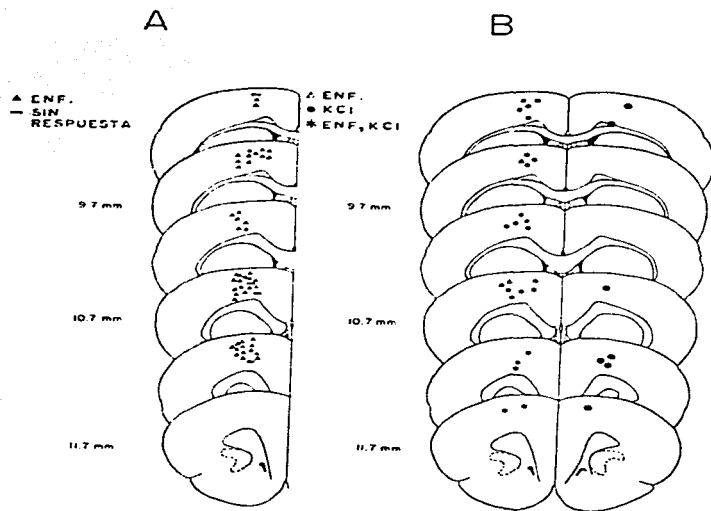 A
B
▲ ENF.
— SIN
RESPUESTA
△ ENF.
● KCl
* ENF, KCl
9.7 mm
10.7 mm
11.7 mm
9.7 mm
10.7 mm
11.7 mm